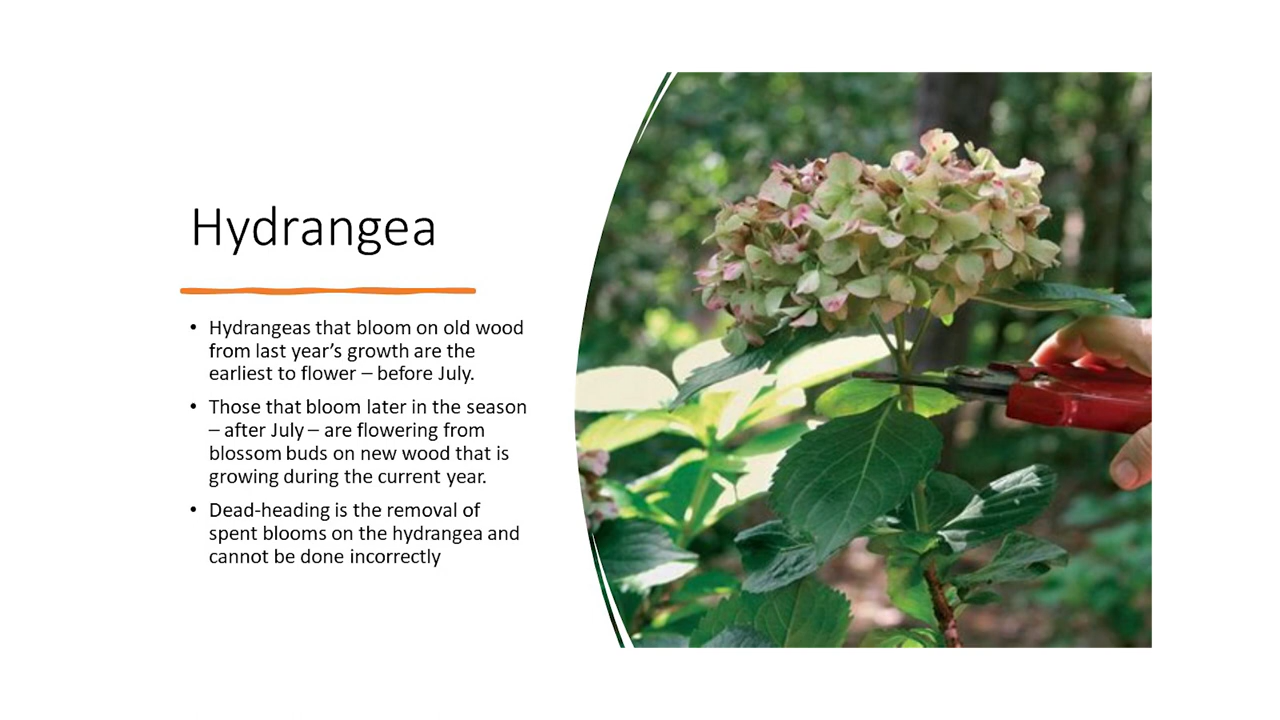 Hydrangea
• Hydrangeas that bloom on old wood
from last year’s growth are the
earliest to flower – before July.
• Those that bloom later in the season
– after July – are flowering from
blossom buds on new wood that is
growing during the current year.
• Dead-heading is the removal of
spent blooms on the hydrangea and
cannot be done incorrectly